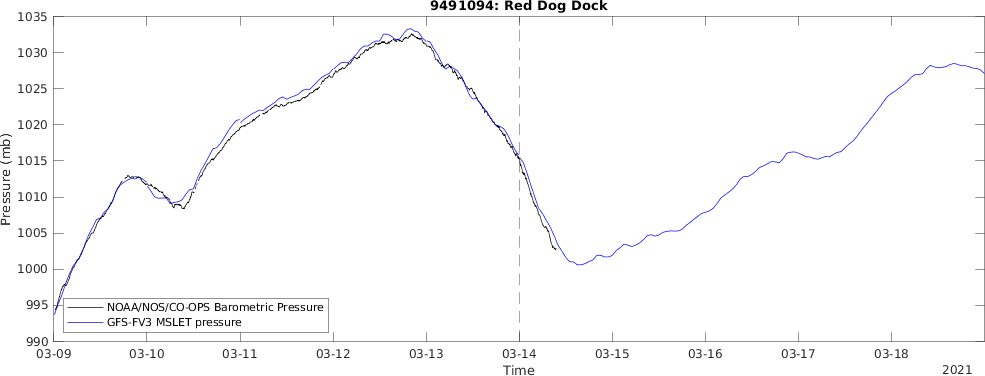 9491094: Red Dog Dock
Pressure (mb)
1035
1030
1025
1020
1015
1010
1005
1000
995
990
NOAA/NOS/CO-OPS Barometric Pressure
GFS-FV3 MSLET pressure
03-09 03-10 03-11 03-12 03-13 03-14 03-15 03-16 03-17 03-18
Time
2021